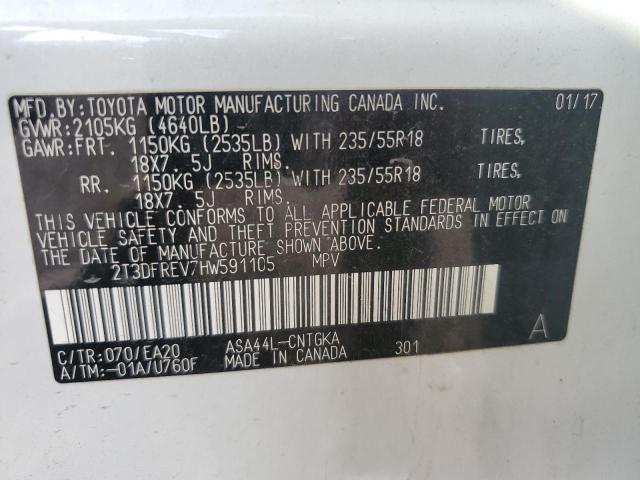 MFD.BY:TOYOTA MOTOR MANUFACTURING CANADA INC. 01/17
GVWR:2105KG (4640LB)
GAWR:FRT. 1150KG (2535LB) WITH 235/55R18 TIRES,
18X7.5J RIMS.
RR. 1150KG (2535LB) WITH 235/55R18 TIRES,
18X7.5J RIMS.
THIS VEHICLE CONFORMS TO ALL APPLICABLE FEDERAL MOTOR
VEHICLE SAFETY AND THEFT PREVENTION STANDARDS IN EFFECT ON
THE DATE OF MANUFACTURE SHOWN ABOVE.
2T3DFREV7HW591105 MPV
C/TR:070/EA20 ASA44L-CNTGKA 301 A
A/TM:-01A/U760F MADE IN CANADA